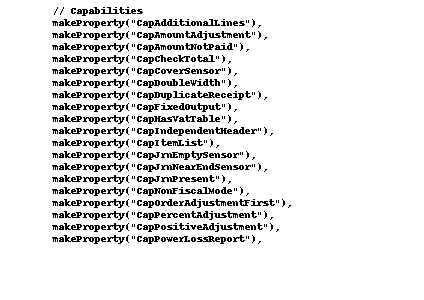 // Capabilities
makeProperty("CapAdditionalLines"),
makeProperty("CapAmountAdjustment"),
makeProperty("CapAmountNotPaid"),
makeProperty("CapCheckTotal"),
makeProperty("CapCoverSensor"),
makeProperty("CapDoubleWidth"),
makeProperty("CapDuplicateReceipt"),
makeProperty("CapFixedOutput"),
makeProperty("CapHasVatTable"),
makeProperty("CapIndependentHeader"),
makeProperty("CapItemList"),
makeProperty("CapJrnEmptySensor"),
makeProperty("CapJrnNearEndSensor"),
makeProperty("CapJrnPresent"),
makeProperty("CapNonFiscalMode"),
makeProperty("CapOrderAdjustmentFirst"),
makeProperty("CapPercentAdjustment"),
makeProperty("CapPositiveAdjustment"),
makeProperty("CapPowerLossReport"),